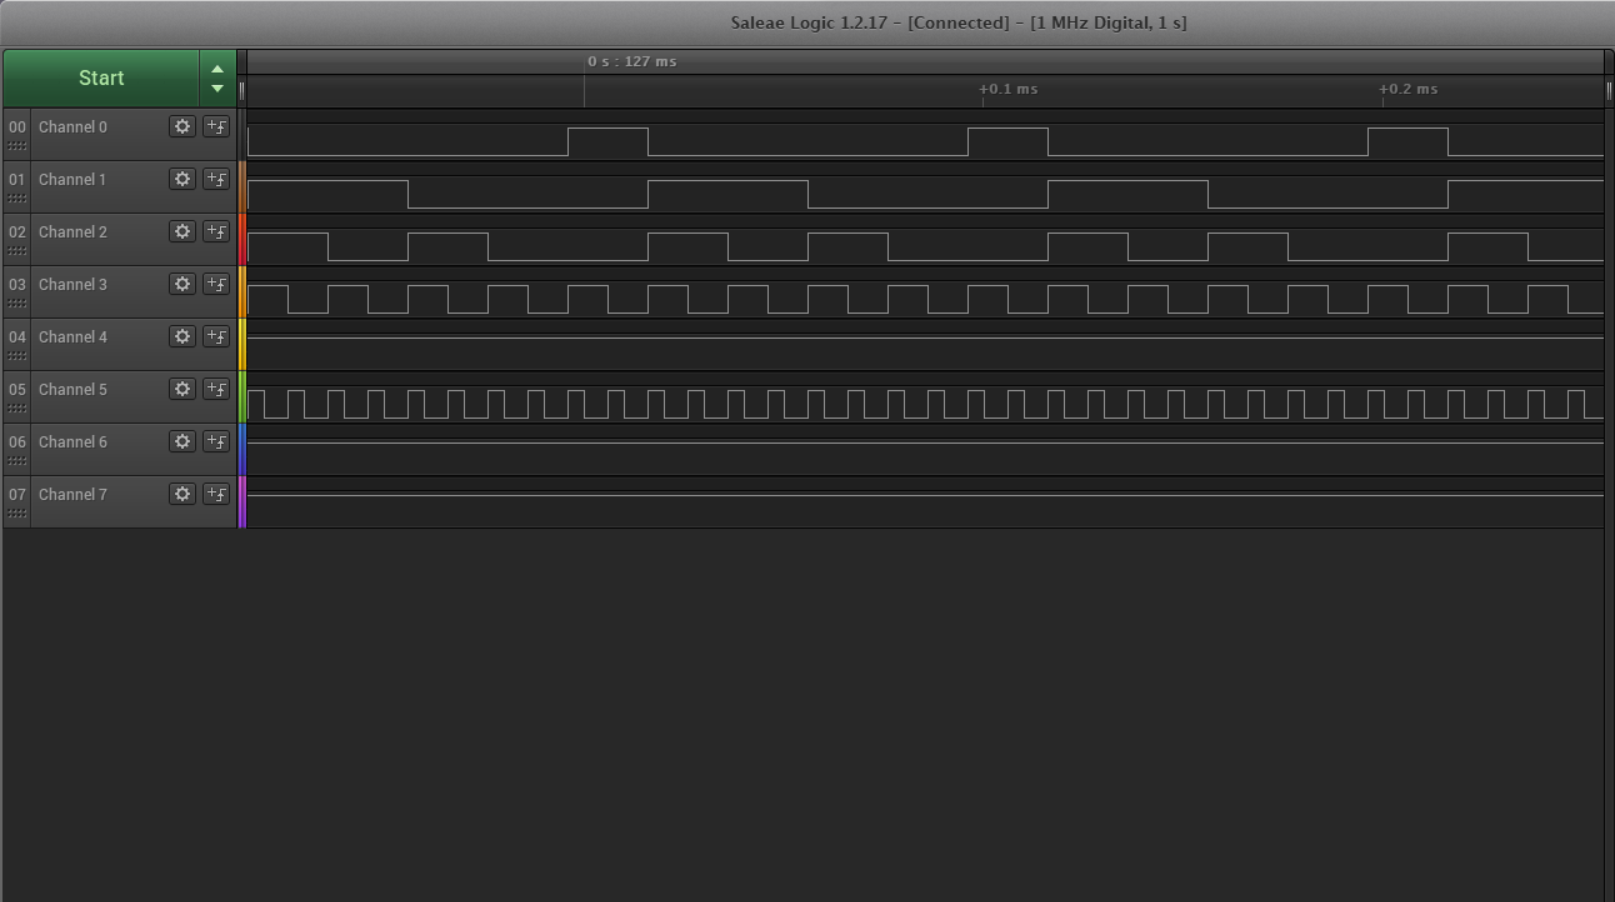 Saleae Logic 1.2.17 - [Connected] - [1 MHz Digital, 1 s]
Start
0 s : 127 ms
+0.1 ms
+0.2 ms
00 Channel 0
01 Channel 1
02 Channel 2
03 Channel 3
04 Channel 4
05 Channel 5
06 Channel 6
07 Channel 7